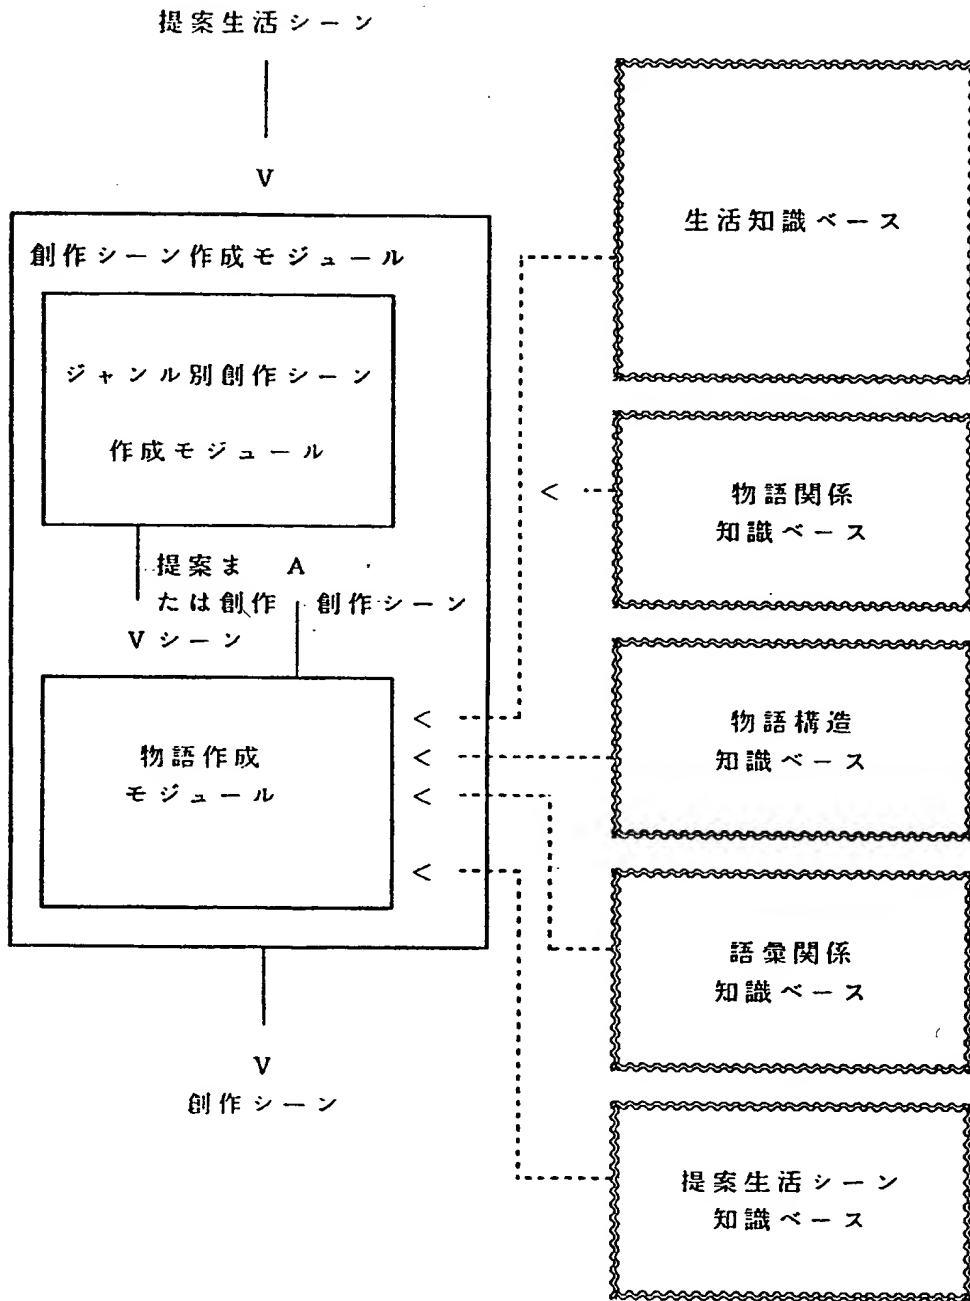 提案生活シーン
V
創作シーン作成モジュール
ジャンル別創作シーン
作成モジュール
提案ま A
たは創作 創作シーン
Vシーン
物語作成
モジュール
<
<
<
<
V
創作シーン
生活知識ベース
<
物語関係
知識ベース
物語構造
知識ベース
語彙関係
知識ベース
提案生活シーン
知識ベース